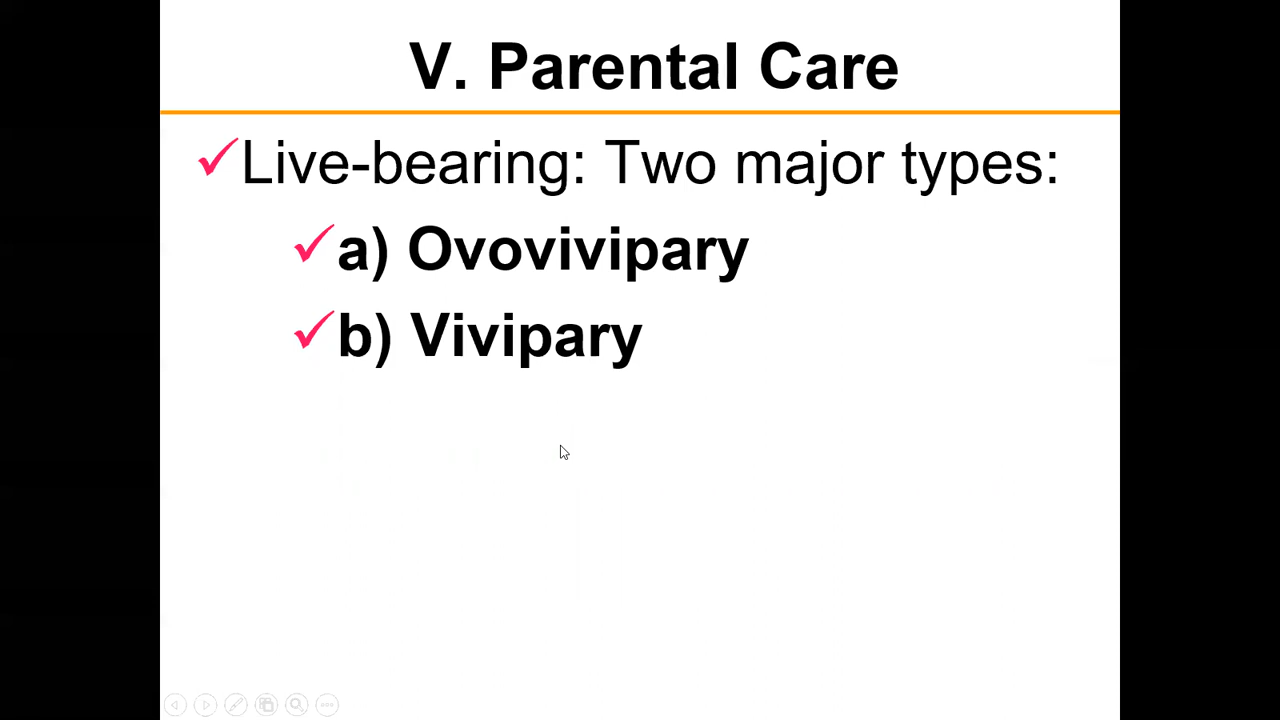 V. Parental Care
✓Live-bearing: Two major types:
✓a) Ovovivipary
✓b) Vivipary